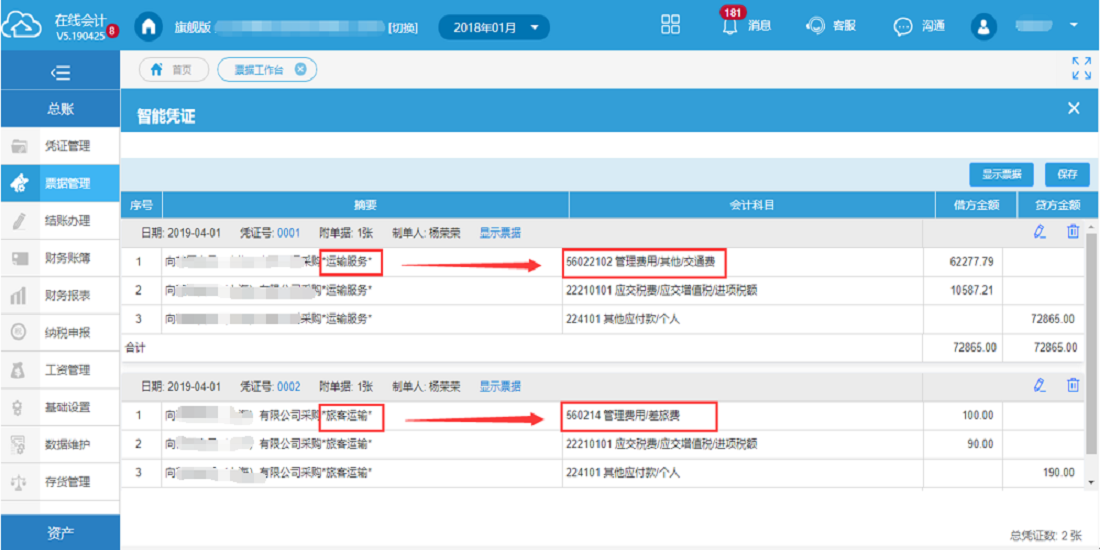 在线会计
V5.190425 8
旗舰版 [切换] 2018年01月 181 消息 客服 沟通
首页 票据工作台
总账
智能凭证
凭证管理
票据管理
结账办理
财务账簿
财务报表
纳税申报
工资管理
基础设置
数据维护
存货管理
资产
显示票据 保存
序号 摘要 会计科目 借方金额 贷方金额
日期: 2019-04-01 凭证号: 0001 附单据: 1张 制单人: 杨荣荣 显示票据
1 向 采购*运输服务* 56022102 管理费用/其他/交通费 62277.79
2 向 有限公司采购*运输服务* 22210101 应交税费/应交增值税/进项税额 10587.21
3 向 采购*运输服务* 224101 其他应付款/个人 72865.00
合计 72865.00 72865.00
日期: 2019-04-01 凭证号: 0002 附单据: 1张 制单人: 杨荣荣 显示票据
1 向 ）有限公司采购*旅客运输* 560214 管理费用/差旅费 100.00
2 向 ）有限公司采购*旅客运输* 22210101 应交税费/应交增值税/进项税额 90.00
3 向 ）有限公司采购*旅客运输* 224101 其他应付款/个人 190.00
总凭证数: 2 张